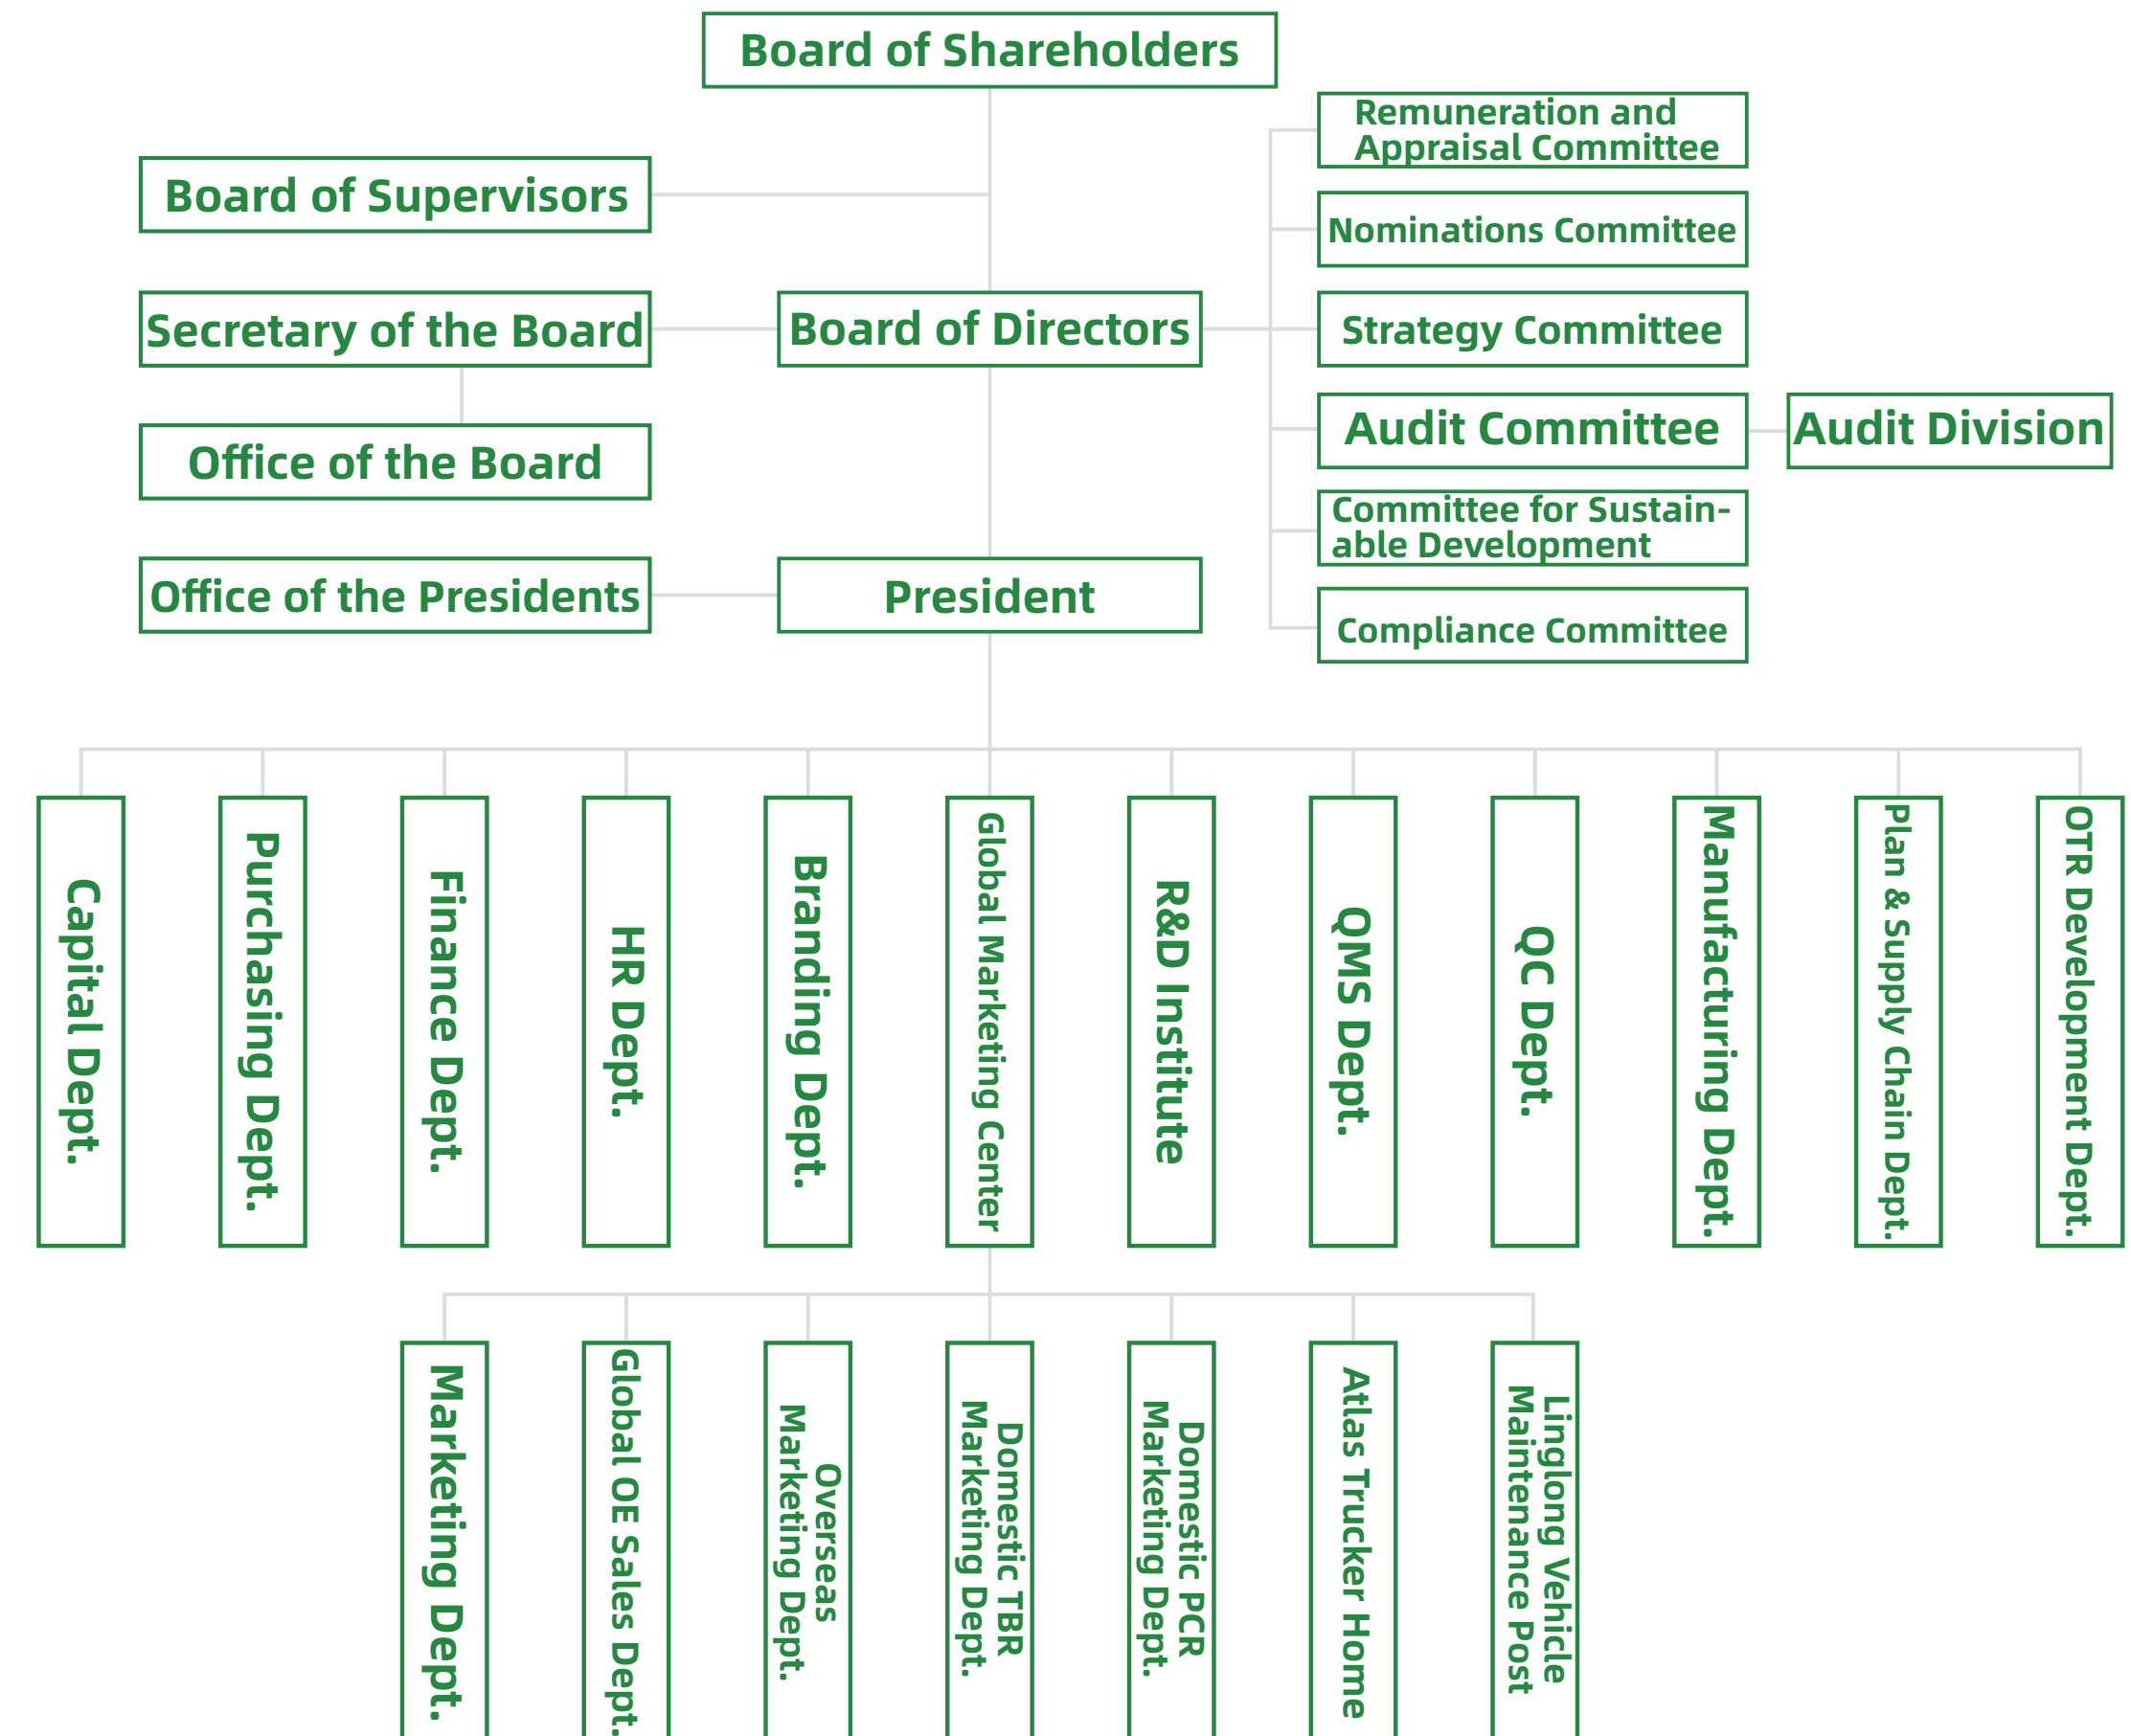 Board of Shareholders
Remuneration and
Appraisal Committee
Board of Supervisors
Nominations Committee
Secretary of the Board
Board of Directors
Strategy Committee
Audit Committee
Audit Division
Office of the Board
Committee for Sustain-
able Development
Office of the Presidents
President
Compliance Committee
Capital Dept.
Purchasing Dept.
Finance Dept.
HR Dept.
Branding Dept.
Global Marketing Center
R&D Institute
QMS Dept.
QC Dept.
Manufacturing Dept.
Plan & Supply Chain Dept.
OTR Development Dept.
Marketing Dept.
Global OE Sales Dept.
Overseas
Marketing Dept.
Domestic TBR
Marketing Dept.
Domestic PCR
Marketing Dept.
Atlas Trucker Home
Linglong Vehicle
Maintenance Post